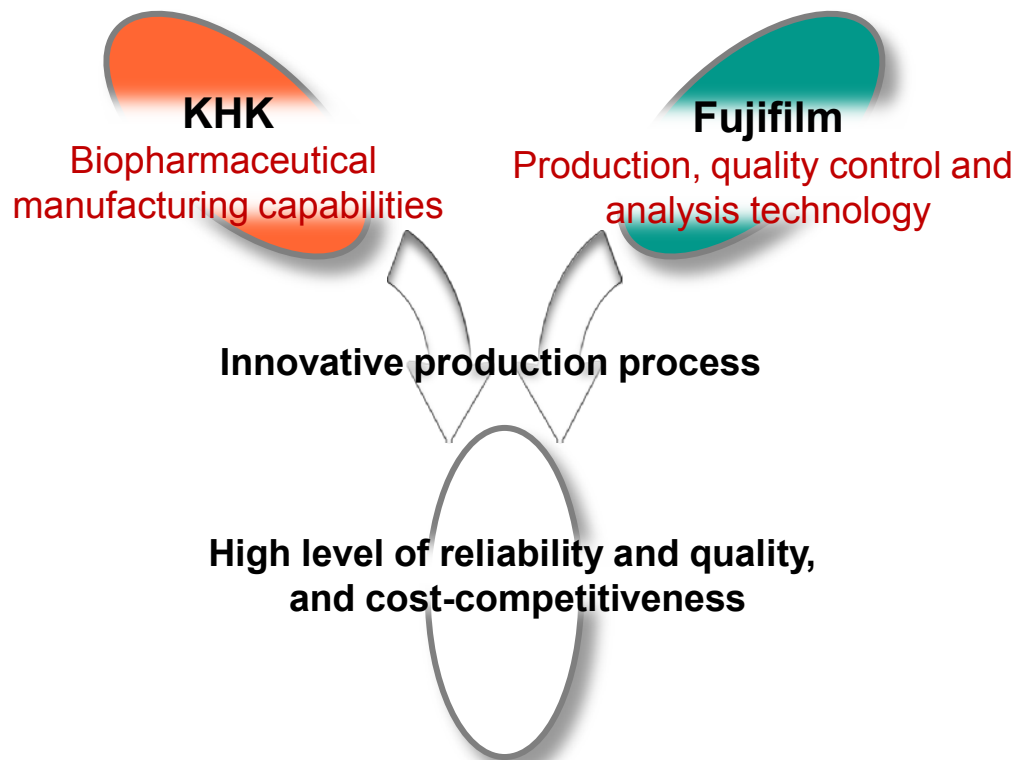 KHK
Biopharmaceutical
manufacturing capabilities
Fujifilm
Production, quality control and
analysis technology
Innovative production process
High level of reliability and quality,
and cost-competitiveness